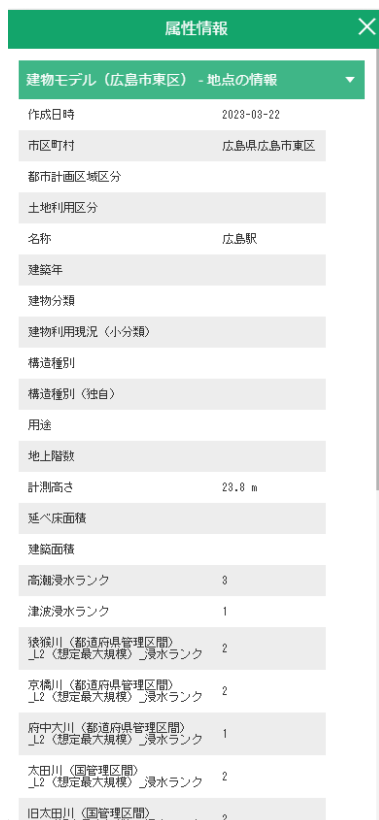 属性情報
建物モデル（広島市東区） - 地点の情報
作成日時 2023-03-22
市区町村 広島県広島市東区
都市計画区域区分
土地利用区分
名称 広島駅
建築年
建物分類
建物利用現況（小分類）
構造種別
構造種別（独自）
用途
地上階数
計測高さ 23.8 m
延べ床面積
建築面積
高潮浸水ランク 3
津波浸水ランク 1
猿猴川（都道府県管理区間）
_L2（想定最大規模）_浸水ランク 2
京橋川（都道府県管理区間）
_L2（想定最大規模）_浸水ランク 2
府中大川（都道府県管理区間）
_L2（想定最大規模）_浸水ランク 1
太田川（国管理区間）
_L2（想定最大規模）_浸水ランク 2
旧太田川（国管理区間）